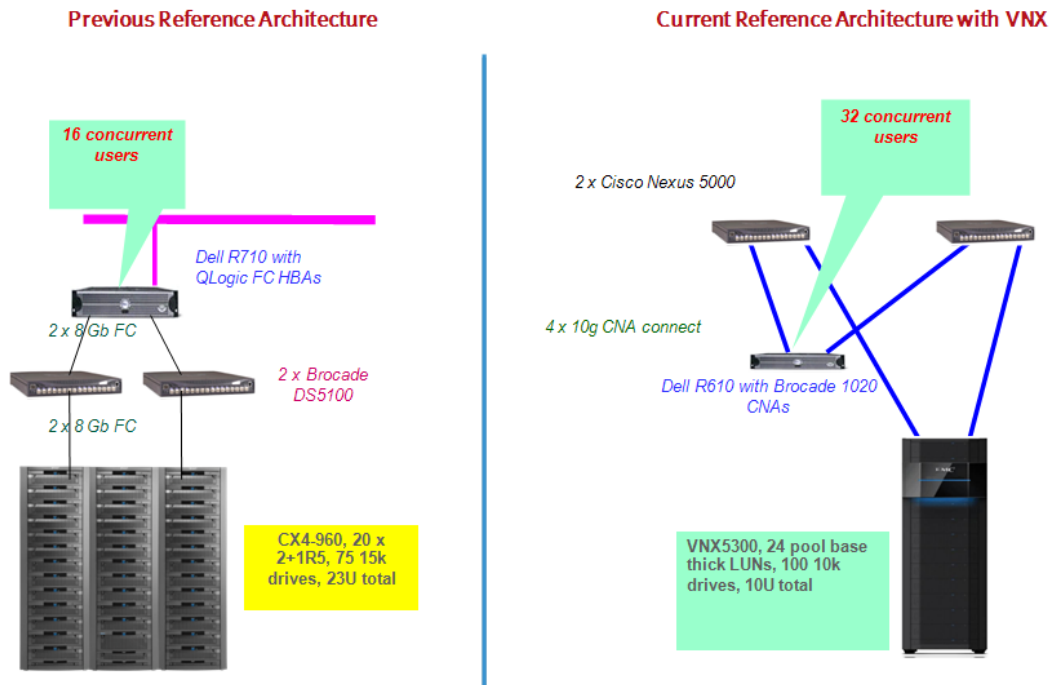 Previous Reference Architecture
16 concurrent
users
Dell R710 with
QLogic FC HBAs
2 x 8 Gb FC
2 x Brocade
DS5100
2 x 8 Gb FC
CX4-960, 20 x
2+1R5, 75 15k
drives, 23U total
Current Reference Architecture with VNX
32 concurrent
users
2 x Cisco Nexus 5000
4 x 10g CNA connect
Dell R610 with Brocade 1020
CNAs
EMC
VNX5300, 24 pool base
thick LUNs, 100 10k
drives, 10U total